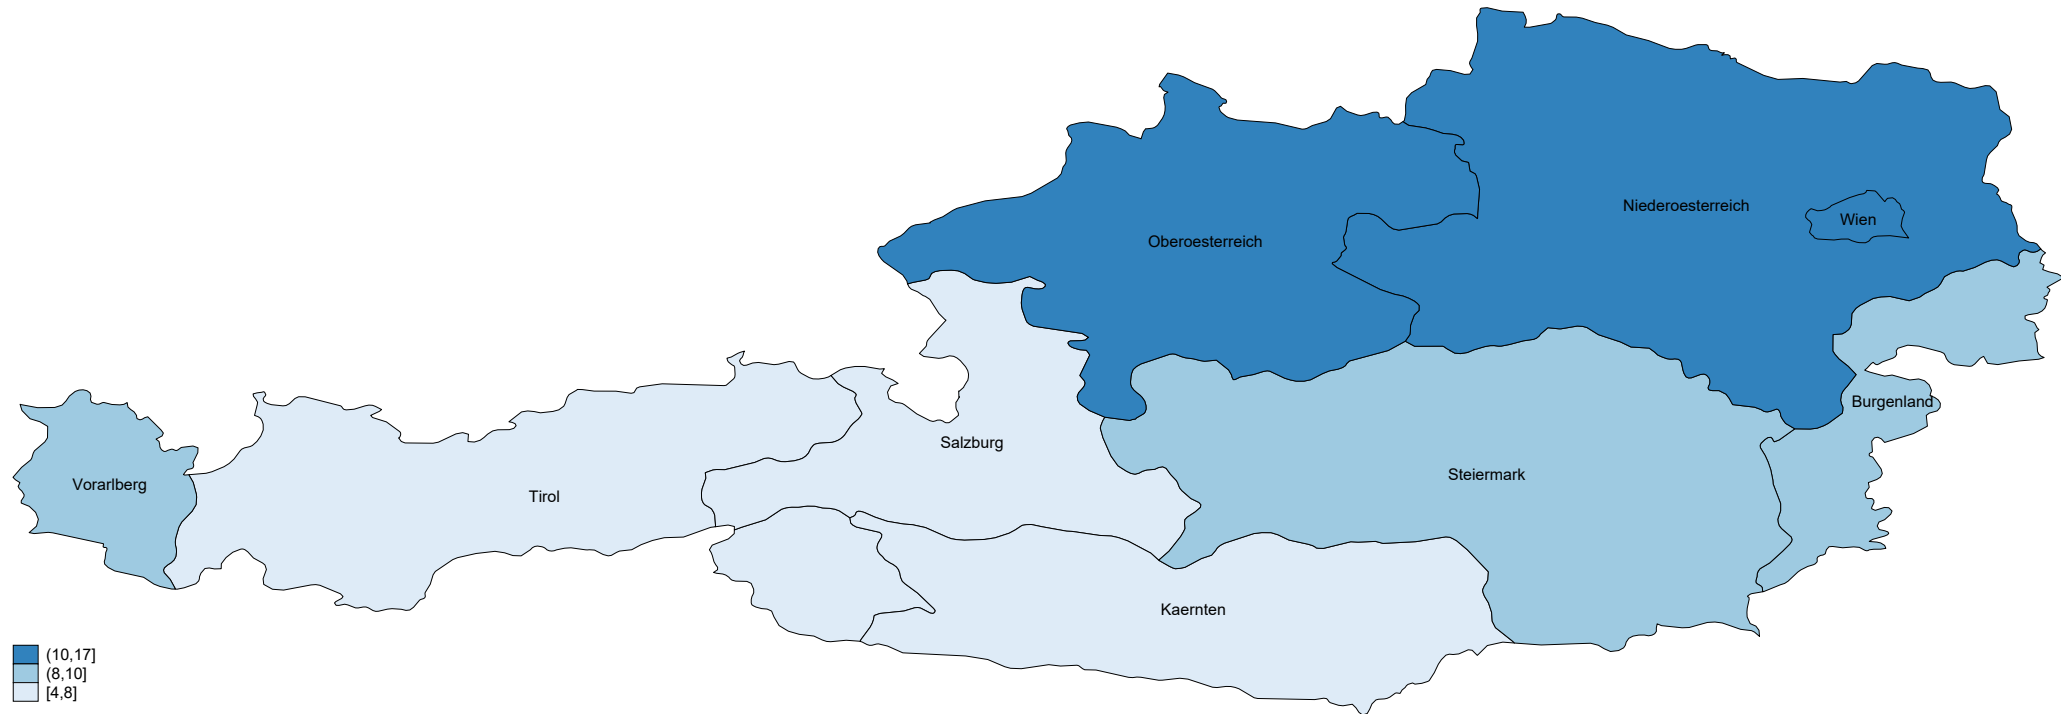 Niederoesterreich
Wien
Oberoesterreich
Burgenland
Salzburg
Steiermark
Vorarlberg
Tirol
Kaernten
(10,17]
(8,10]
[4,8]